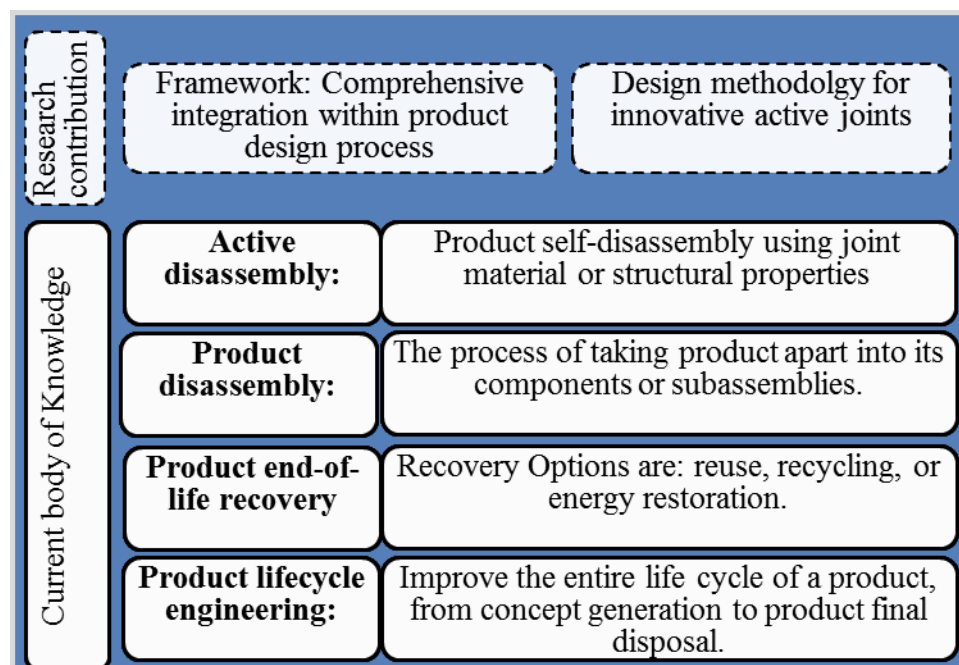 Research
contribution
Framework: Comprehensive
integration within product
design process
Design methodolgy for
innovative active joints
Current body of Knowledge
Active
disassembly:
Product self-disassembly using joint
material or structural properties
Product
disassembly:
The process of taking product apart into its
components or subassemblies.
Product end-of-
life recovery
Recovery Options are: reuse, recycling, or
energy restoration.
Product lifecycle
engineering:
Improve the entire life cycle of a product,
from concept generation to product final
disposal.